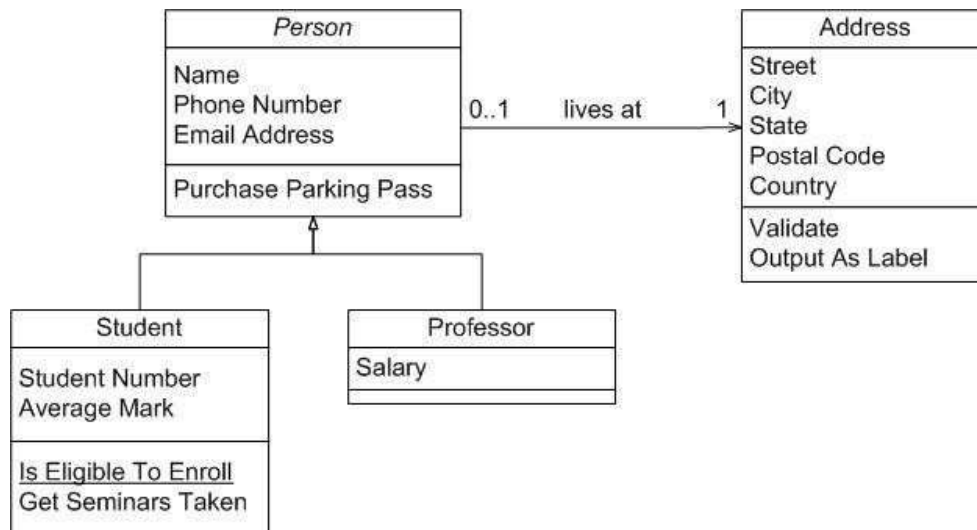 Person
Name
Phone Number
Email Address
Purchase Parking Pass
0..1 lives at 1
Address
Street
City
State
Postal Code
Country
Validate
Output As Label
Student
Student Number
Average Mark
Is Eligible To Enroll
Get Seminars Taken
Professor
Salary